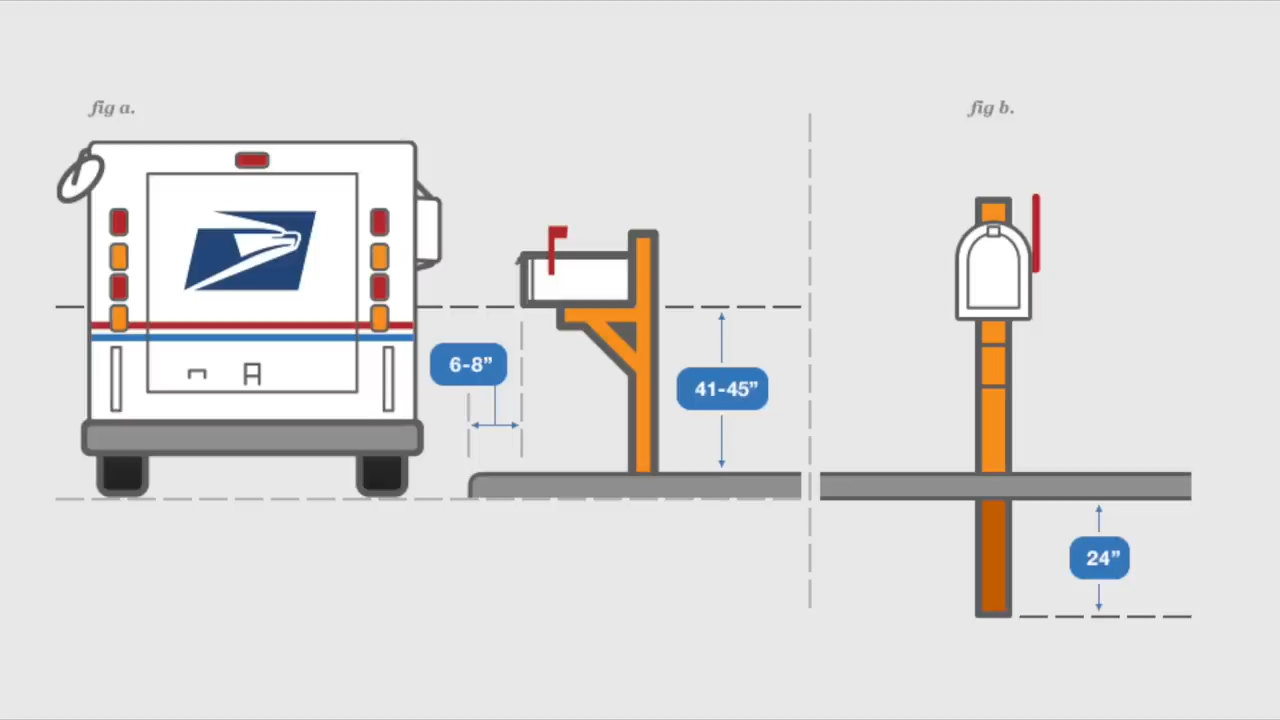 fig a.
fig b.
6-8”
41-45”
24”